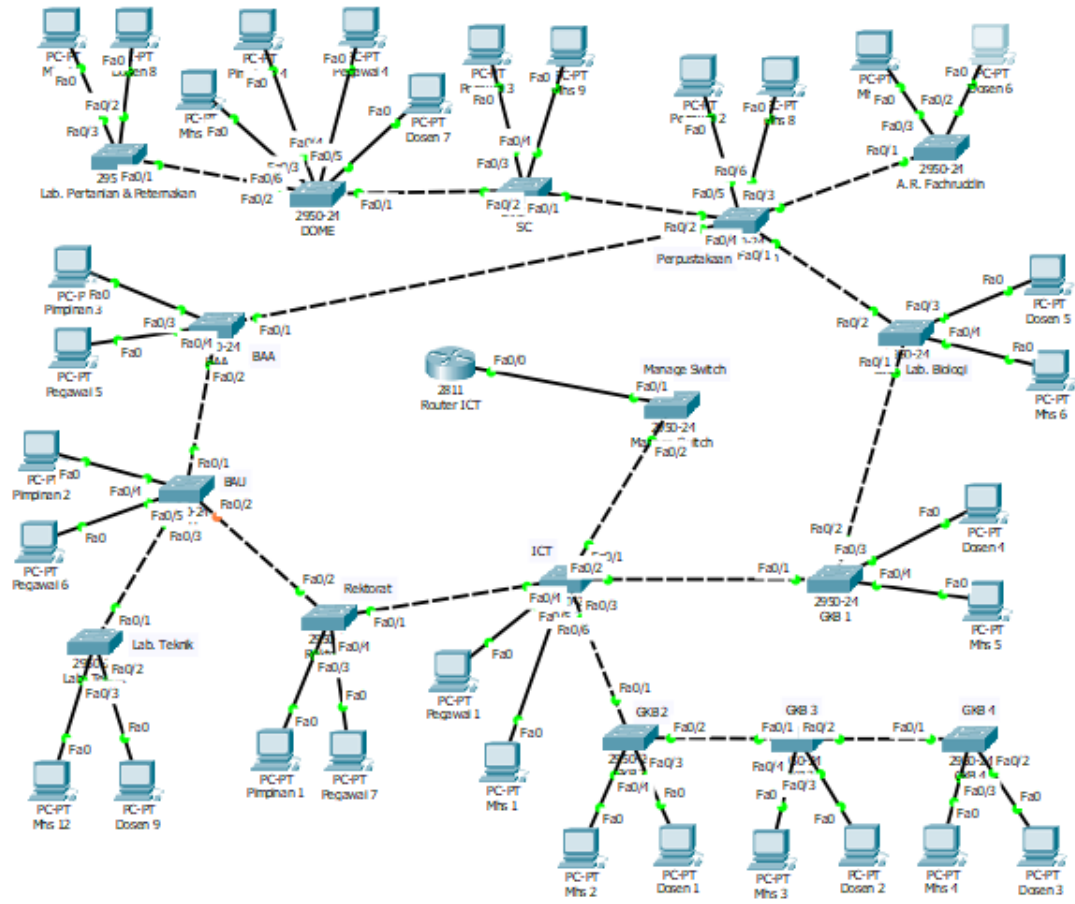 PC-PT
Fa0
PC-PT
Dosen 8
Fa0/2
Fa0/3
Fa0/1
Lab. Pertanian & Peternakan
PC-PT
Fa0
PC-PT
Mhs
Fa0
Fa0
PC-PT
Pegawai 4
Fa0
PC-PT
Dosen 7
Fa0/4
Fa0/5
Fa0/3
Fa0/6
Fa0/2
Fa0/1
2950-24
DOME
Fa0
PC-PT
Fa0
Fa0
PC-PT
Mhs 9
Fa0/4
Fa0/3
Fa0/2
Fa0/1
SC
PC-PT
Fa0
Fa0
PC-PT
Mhs 8
Fa0/6
Fa0/5
Fa0/3
Fa0/2
Fa0/4
Fa0/1
Perpustakaan
PC-PT
Fa0
Fa0
PC-PT
Dosen 6
Fa0/2
Fa0/3
Fa0/1
2950-24
A.R. Fachruddin
Fa0
Pimpinan 3
Fa0
PC-PT
Pegawai 5
Fa0/3
Fa0/4
Fa0/1
Fa0/2
BAA
Fa0/0
2811
Router ICT
Manage Switch
Fa0/1
2950-24
Fa0/2
Fa0/3
Fa0/2
Fa0/4
Fa0/1
Lab. Biologi
Fa0
PC-PT
Dosen 5
Fa0
PC-PT
Mhs 6
Fa0
Pimpinan 2
Fa0
PC-PT
Pegawai 6
Fa0/1
BAU
Fa0/4
Fa0/2
Fa0/5
Fa0/3
Fa0/1
Lab. Teknik
Fa0/2
Fa0/3
Fa0
Fa0
PC-PT
Mhs 12
PC-PT
Dosen 9
Fa0/2
Rektorat
Fa0/1
Fa0/4
Fa0/3
Fa0
Fa0
PC-PT
Pimpinan 1
PC-PT
Pegawai 7
ICT
Fa0/2
Fa0/4
Fa0/3
Fa0/6
Fa0
PC-PT
Pegawai 1
Fa0
PC-PT
Mhs 1
Fa0/2
Fa0/3
Fa0/1
Fa0/4
2950-24
GKB 1
Fa0
PC-PT
Dosen 4
Fa0
PC-PT
Mhs 5
Fa0/1
GKB 2
Fa0/2
Fa0/3
Fa0/4
Fa0
Fa0
PC-PT
Mhs 2
PC-PT
Dosen 1
GKB 3
Fa0/1
Fa0/2
Fa0/4
Fa0/3
Fa0
Fa0
PC-PT
Mhs 3
PC-PT
Dosen 2
GKB 4
Fa0/1
Fa0/2
Fa0/3
Fa0
Fa0
PC-PT
Mhs 4
PC-PT
Dosen 3